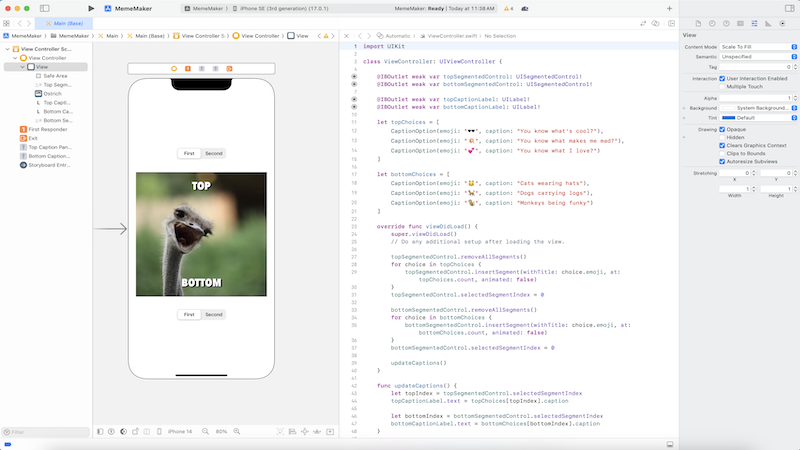 MemeMaker
MemeMaker
iPhone SE (3rd generation) (17.0.1)
MemeMaker: Ready | Today at 11:38 AM
4
Main (Base)
MemeMaker
MemeMaker
Main
Main (Base)
View Controller S
View Controller
View
Automatic
ViewController.swift
No Selection
View Controller Sc...
View Controller
View
Safe Area
Top Segm...
Ostrich
Top Capti...
Bottom Ca...
Bottom Se...
First Responder
Exit
Top Caption Pan...
Bottom Caption...
Storyboard Entr...
Filter
First Second
TOP
BOTTOM
First Second
iPhone 14
80%
1 import UIKit
2
3 class ViewController: UIViewController {
4
@IBOutlet weak var topSegmentedControl: UISegmentedControl!
@IBOutlet weak var bottomSegmentedControl: UISegmentedControl!
7
@IBOutlet weak var topCaptionLabel: UILabel!
@IBOutlet weak var bottomCaptionLabel: UILabel!
10
11 let topChoices = [
12 CaptionOption(emoji: "🕶", caption: "You know what's cool?"),
13 CaptionOption(emoji: "💥", caption: "You know what makes me mad?"),
14 CaptionOption(emoji: "💕", caption: "You know what I love?")
15 ]
16
17 let bottomChoices = [
18 CaptionOption(emoji: "🐱", caption: "Cats wearing hats"),
19 CaptionOption(emoji: "🐕", caption: "Dogs carrying logs"),
20 CaptionOption(emoji: "🐒", caption: "Monkeys being funky")
21 ]
22
23 override func viewDidLoad() {
24 super.viewDidLoad()
25 // Do any additional setup after loading the view.
26
27 topSegmentedControl.removeAllSegments()
28 for choice in topChoices {
29 topSegmentedControl.insertSegment(withTitle: choice.emoji, at:
topChoices.count, animated: false)
30 }
31 topSegmentedControl.selectedSegmentIndex = 0
32
33 bottomSegmentedControl.removeAllSegments()
34 for choice in bottomChoices {
35 bottomSegmentedControl.insertSegment(withTitle: choice.emoji, at:
bottomChoices.count, animated: false)
36 }
37 bottomSegmentedControl.selectedSegmentIndex = 0
38
39 updateCaptions()
40 }
41
42 func updateCaptions() {
43 let topIndex = topSegmentedControl.selectedSegmentIndex
44 topCaptionLabel.text = topChoices[topIndex].caption
45
46 let bottomIndex = bottomSegmentedControl.selectedSegmentIndex
47 bottomCaptionLabel.text = bottomChoices[bottomIndex].caption
48 }
View
Content Mode Scale To Fill
Semantic Unspecified
Tag 0
Interaction User Interaction Enabled
Multiple Touch
Alpha 1
Background System Background...
Tint Default
Drawing Opaque
Hidden
Clears Graphics Context
Clips to Bounds
Autoresize Subviews
Stretching 0 0
X Y
1 1
Width Height